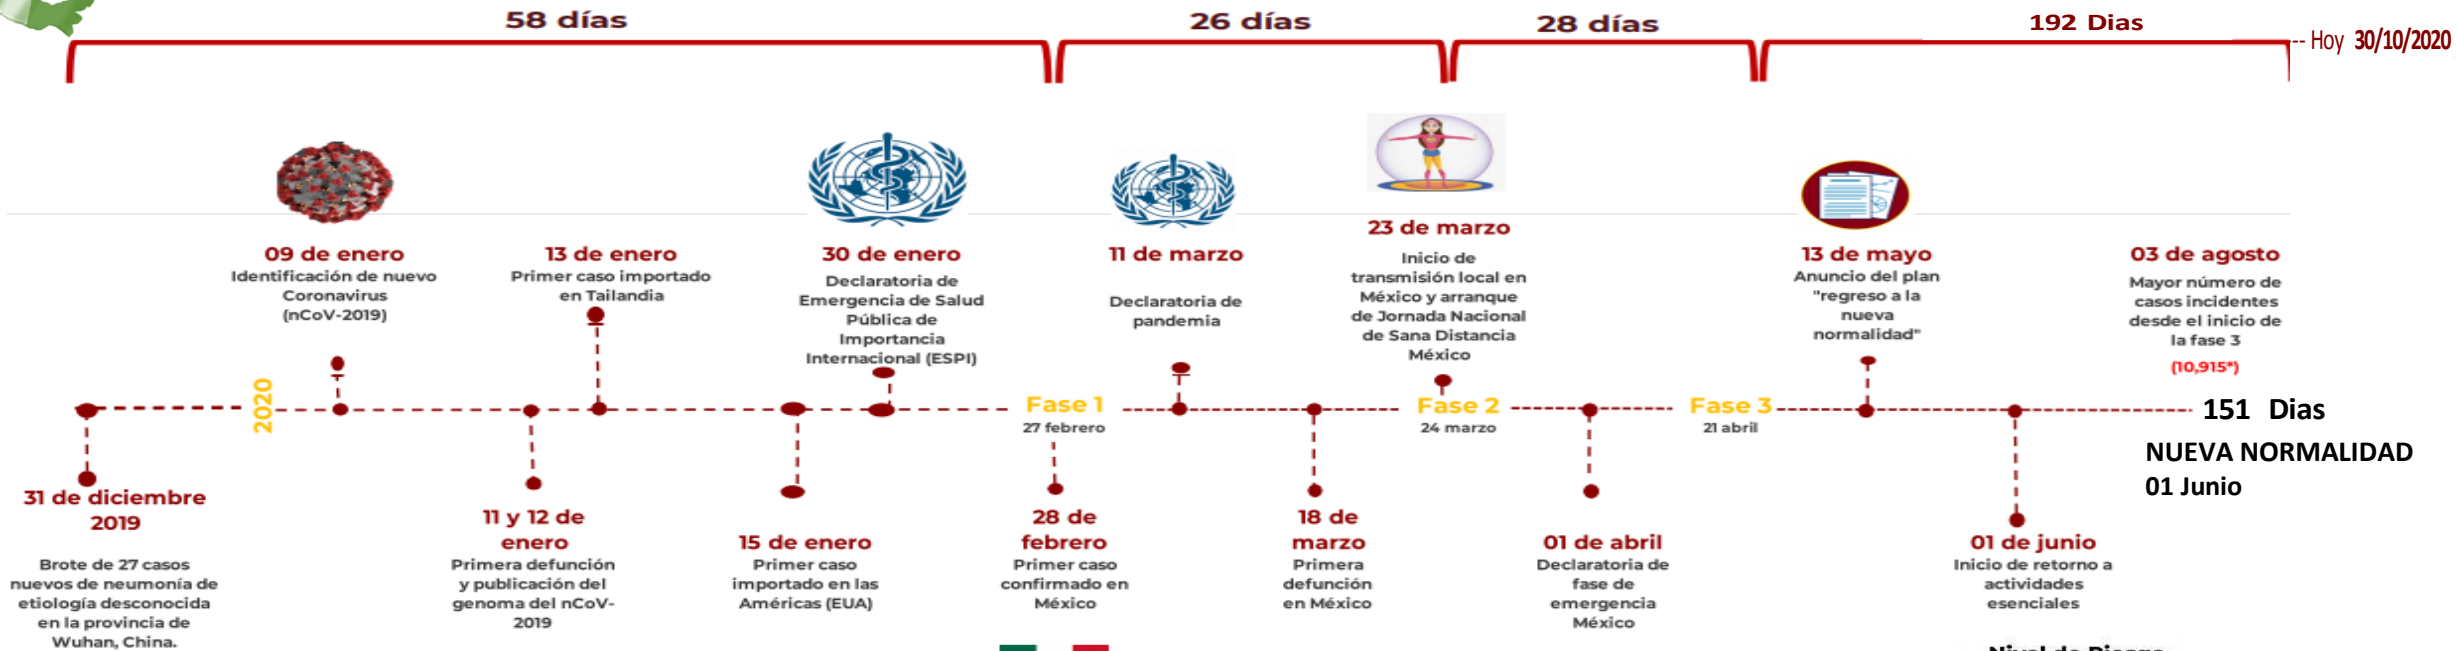 58 días
26 días
28 días
192 Dias
-- Hoy 30/10/2020
09 de enero
Identificación de nuevo
Coronavirus
(nCoV-2019)
13 de enero
Primer caso importado
en Tailandia
30 de enero
Declaratoria de
Emergencia de Salud
Pública de
Importancia
Internacional (ESPI)
11 de marzo
Declaratoria de
pandemia
23 de marzo
Inicio de
transmisión local en
México y arranque
de Jornada Nacional
de Sana Distancia
México
13 de mayo
Anuncio del plan
"regreso a la
nueva
normalidad"
03 de agosto
Mayor número de
casos incidentes
desde el inicio de
la fase 3
(10,915*)
2020
Fase 1
27 febrero
Fase 2
24 marzo
Fase 3
21 abril
151 Dias
NUEVA NORMALIDAD
01 Junio
31 de diciembre
2019
Brote de 27 casos
nuevos de neumonía de
etiología desconocida
en la provincia de
Wuhan, China.
11 y 12 de
enero
Primera defunción
y publicación del
genoma del nCoV-
2019
15 de enero
Primer caso
importado en las
Américas (EUA)
28 de
febrero
Primer caso
confirmado en
México
18 de
marzo
Primera
defunción
en México
01 de abril
Declaratoria de
fase de
emergencia
México
01 de junio
Inicio de retorno a
actividades
esenciales
Nivel de Riesgo